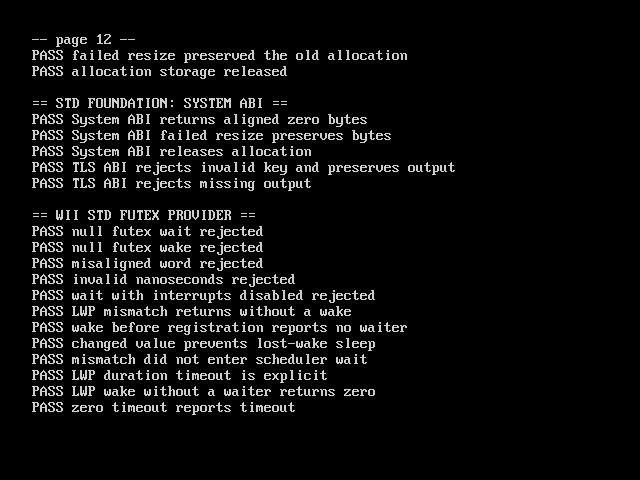 -- page 12 --
PASS failed resize preserved the old allocation
PASS allocation storage released
== STD FOUNDATION: SYSTEM ABI ==
PASS System ABI returns aligned zero bytes
PASS System ABI failed resize preserves bytes
PASS System ABI releases allocation
PASS TLS ABI rejects invalid key and preserves output
PASS TLS ABI rejects missing output
== WII STD FUTEX PROVIDER ==
PASS null futex wait rejected
PASS null futex wake rejected
PASS misaligned word rejected
PASS invalid nanoseconds rejected
PASS wait with interrupts disabled rejected
PASS LWP mismatch returns without a wake
PASS wake before registration reports no waiter
PASS changed value prevents lost-wake sleep
PASS mismatch did not enter scheduler wait
PASS LWP duration timeout is explicit
PASS LWP wake without a waiter returns zero
PASS zero timeout reports timeout